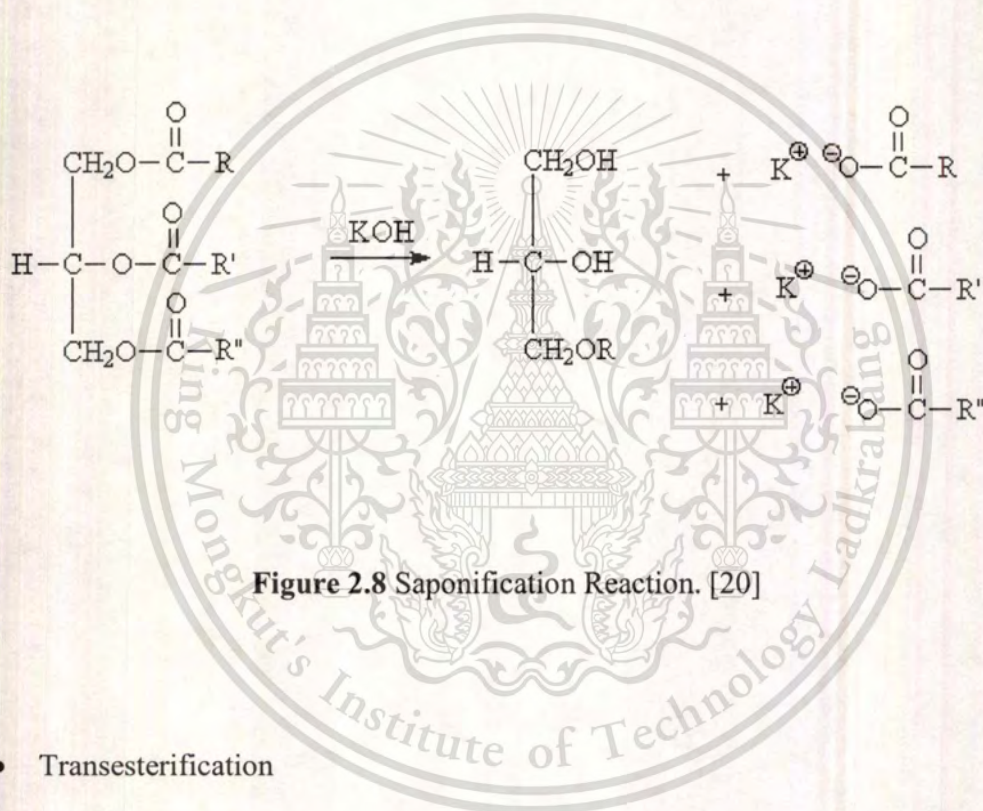 O
||
CH₂O—C—R
O
||
H—C—O—C—R'
O
||
CH₂O—C—R"
KOH
CH₂OH
H—C—OH
CH₂OR
O
||
+ K⊕ ⊖O—C—R
O
||
+ K⊕ ⊖O—C—R'
O
||
+ K⊕ ⊖O—C—R"
Figure 2.8 Saponification Reaction. [20]
• Transesterification
King Mongkut's Institute of Technology Ladkrabang